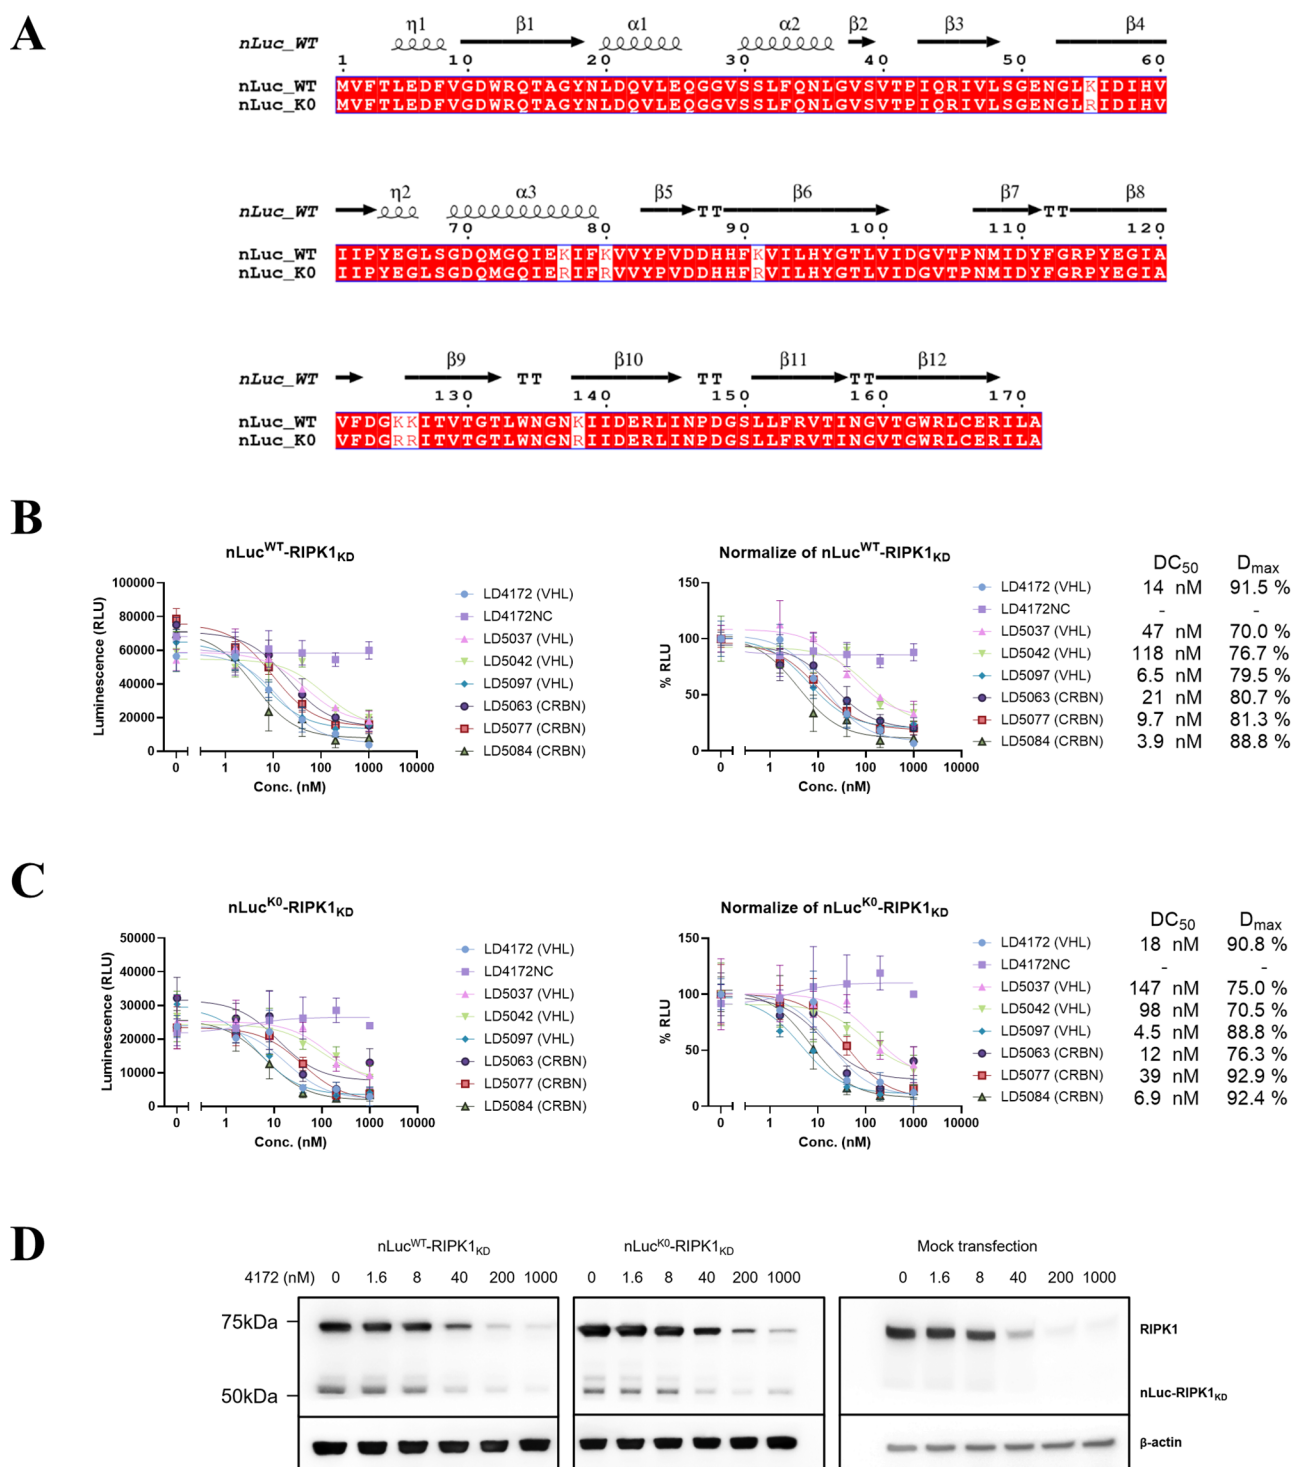 A
η1 β1 α1 α2 β2 β3 β4
nLuc_WT
1 10 20 30 40 50 60
nLuc_WT MVFTLEDFVGDWRQTAGYNLDQVLEQGGVSSLFQNLGVSVTPIQRIVLSGENGLKIDIHV
nLuc_K0 MVFTLEDFVGDWRQTAGYNLDQVLEQGGVSSLFQNLGVSVTPIQRIVLSGENGLRIDIHV
η2 α3 β5 β6 β7 β8
nLuc_WT TT TT
70 80 90 100 110 120
nLuc_WT IIPYEGLSGDQMGQIEKIFKVVYPVDDHHFKVILHYGTLVIDGVTPNMIDYFGRPYEGIA
nLuc_K0 IIPYEGLSGDQMGQIERIFRVVYPVDDHHFRVILHYGTLVIDGVTPNMIDYFGRPYEGIA
β9 β10 β11 β12
nLuc_WT TT TT TT
130 140 150 160 170
nLuc_WT VFDGKKITVTGTLWNGNKIIDERLINPDGSLLFRVTINGVTGWRLCERILA
nLuc_K0 VFDGRRITVTGTLWNGNRIIDERLINPDGSLLFRVTINGVTGWRLCERILA
B
nLucWT-RIPK1KD
Luminescence (RLU)
100000
80000
60000
40000
20000
0
0 1 10 100 1000 10000
Conc. (nM)
LD4172 (VHL)
LD4172NC
LD5037 (VHL)
LD5042 (VHL)
LD5097 (VHL)
LD5063 (CRBN)
LD5077 (CRBN)
LD5084 (CRBN)
Normalize of nLucWT-RIPK1KD
% RLU
150
100
50
0
0 1 10 100 1000 10000
Conc. (nM)
DC50 Dmax
LD4172 (VHL) 14 nM 91.5 %
LD4172NC - -
LD5037 (VHL) 47 nM 70.0 %
LD5042 (VHL) 118 nM 76.7 %
LD5097 (VHL) 6.5 nM 79.5 %
LD5063 (CRBN) 21 nM 80.7 %
LD5077 (CRBN) 9.7 nM 81.3 %
LD5084 (CRBN) 3.9 nM 88.8 %
C
nLucK0-RIPK1KD
Luminescence (RLU)
50000
40000
30000
20000
10000
0
0 1 10 100 1000 10000
Conc. (nM)
LD4172 (VHL)
LD4172NC
LD5037 (VHL)
LD5042 (VHL)
LD5097 (VHL)
LD5063 (CRBN)
LD5077 (CRBN)
LD5084 (CRBN)
Normalize of nLucK0-RIPK1KD
% RLU
150
100
50
0
0 1 10 100 1000 10000
Conc. (nM)
DC50 Dmax
LD4172 (VHL) 18 nM 90.8 %
LD4172NC - -
LD5037 (VHL) 147 nM 75.0 %
LD5042 (VHL) 98 nM 70.5 %
LD5097 (VHL) 4.5 nM 88.8 %
LD5063 (CRBN) 12 nM 76.3 %
LD5077 (CRBN) 39 nM 92.9 %
LD5084 (CRBN) 6.9 nM 92.4 %
D
nLucWT-RIPK1KD nLucK0-RIPK1KD Mock transfection
4172 (nM) 0 1.6 8 40 200 1000 0 1.6 8 40 200 1000 0 1.6 8 40 200 1000
75kDa RIPK1
50kDa nLuc-RIPK1KD
β-actin